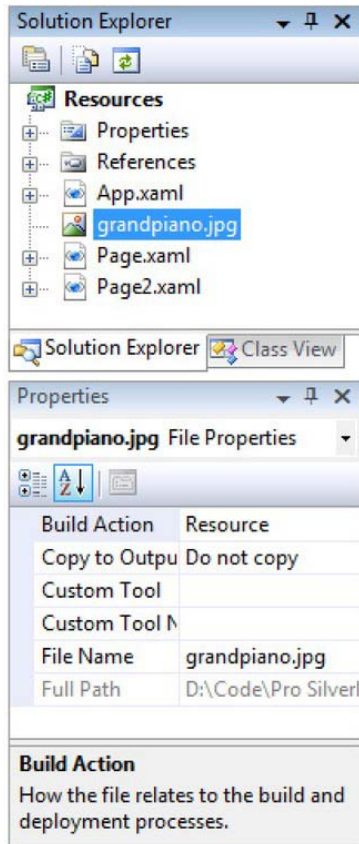 Solution Explorer
Resources
Properties
References
App.xaml
grandpiano.jpg
Page.xaml
Page2.xaml
Solution Explorer Class View
Properties
grandpiano.jpg File Properties
Build Action Resource
Copy to Outpu Do not copy
Custom Tool
Custom Tool N
File Name grandpiano.jpg
Full Path D:\Code\Pro Silverl
Build Action
How the file relates to the build and
deployment processes.